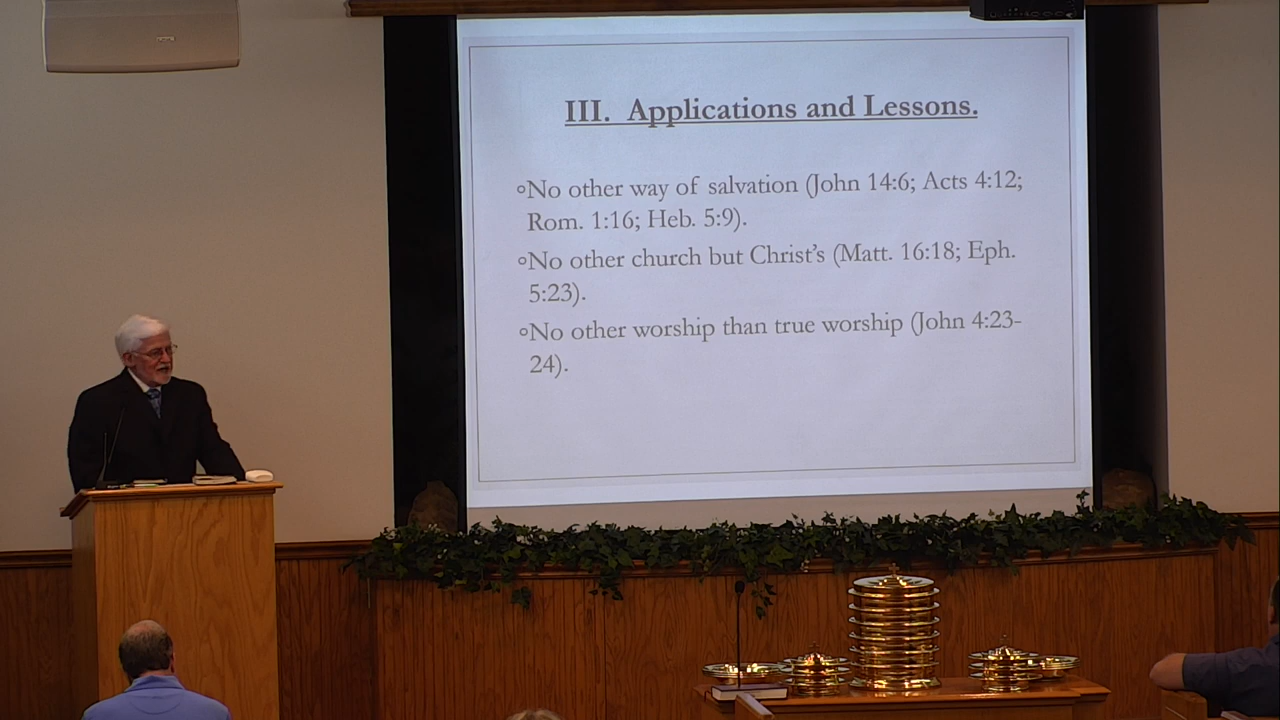 III. Applications and Lessons.
∘No other way of salvation (John 14:6; Acts 4:12;
Rom. 1:16; Heb. 5:9).
∘No other church but Christ's (Matt. 16:18; Eph.
5:23).
∘No other worship than true worship (John 4:23-
24).